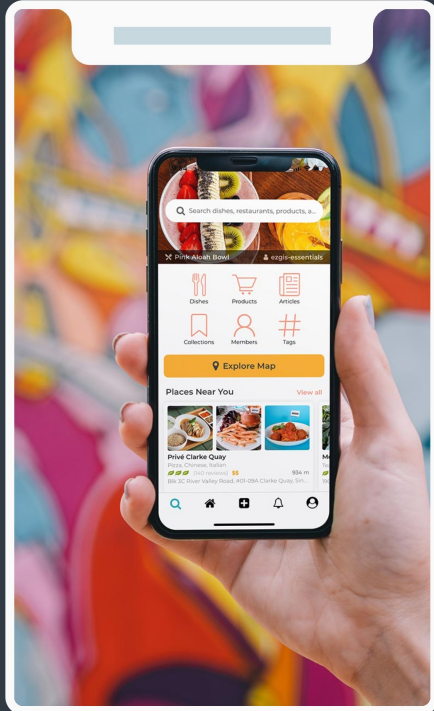 Search dishes, restaurants, products, a...
Pink Aloah Bowl ezgis-essentials
Dishes Products Articles
Collections Members Tags
Explore Map
Places Near You View all
Privé Clarke Quay
Pizza, Chinese, Italian,
(140 reviews) $$ 934 m
Blk 3C River Valley Road, #01-09A Clarke Quay, Sin...